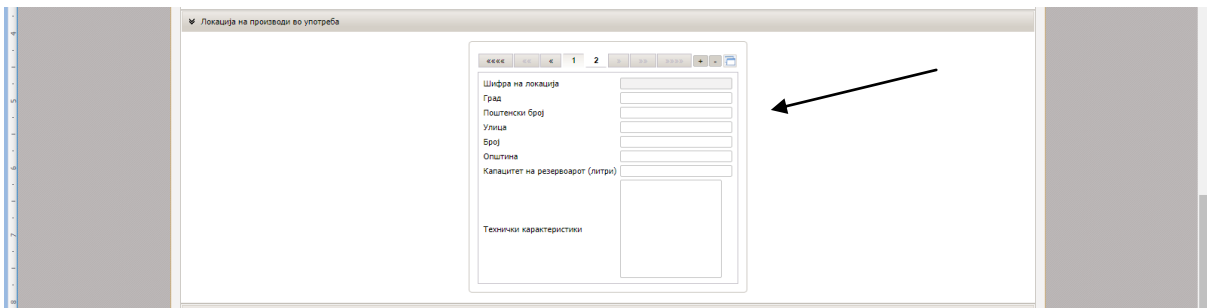 Локација на производи во употреба
«««« «« « 1 2 » »» »»»» + -
Шифра на локација
Град
Поштенски број
Улица
Број
Општина
Капацитет на резервоарот (литри)
Технички карактеристики